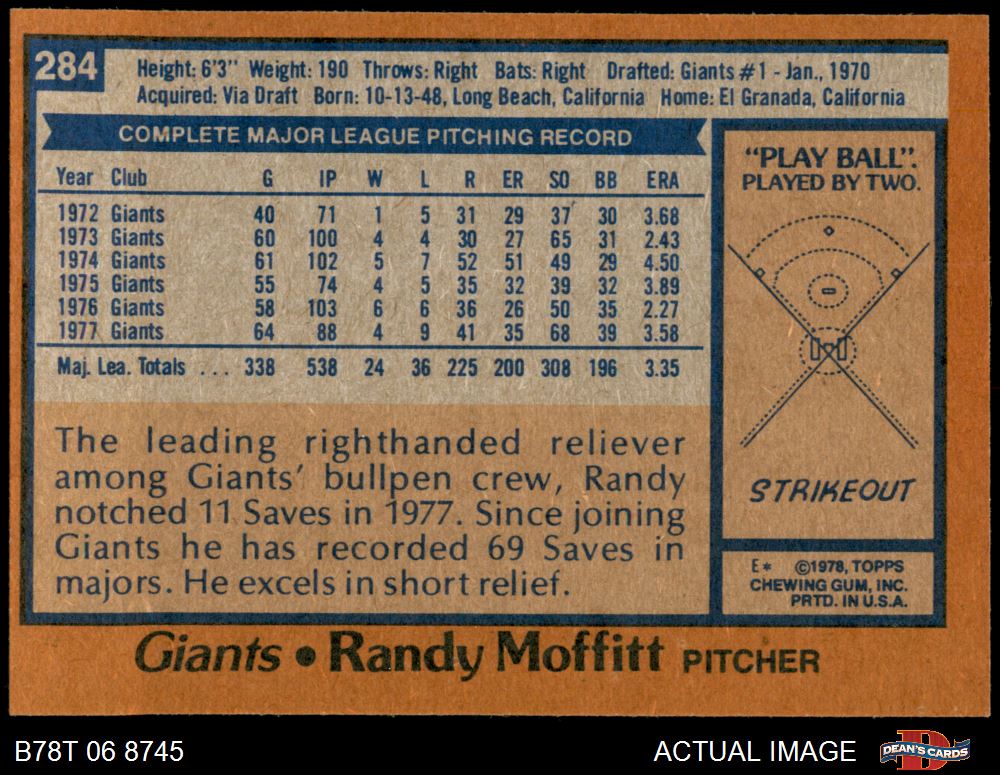 284
Height: 6'3" Weight: 190 Throws: Right Bats: Right Drafted: Giants #1 - Jan., 1970
Acquired: Via Draft Born: 10-13-48, Long Beach, California Home: El Granada, California
COMPLETE MAJOR LEAGUE PITCHING RECORD
Year Club G IP W L R ER SO BB ERA
1972 Giants 40 71 1 5 31 29 37 30 3.68
1973 Giants 60 100 4 4 30 27 65 31 2.43
1974 Giants 61 102 5 7 52 51 49 29 4.50
1975 Giants 55 74 4 5 35 32 39 32 3.89
1976 Giants 58 103 6 6 36 26 50 35 2.27
1977 Giants 64 88 4 9 41 35 68 39 3.58
Maj. Lea. Totals ... 338 538 24 36 225 200 308 196 3.35
The leading righthanded reliever
among Giants' bullpen crew, Randy
notched 11 Saves in 1977. Since joining
Giants he has recorded 69 Saves in
majors. He excels in short relief.
"PLAY BALL".
PLAYED BY TWO.
STRIKEOUT
E* ©1978, TOPPS
CHEWING GUM, INC.
PRTD. IN U.S.A.
Giants • Randy Moffitt PITCHER
B78T 06 8745
ACTUAL IMAGE
DEAN'S CARDS